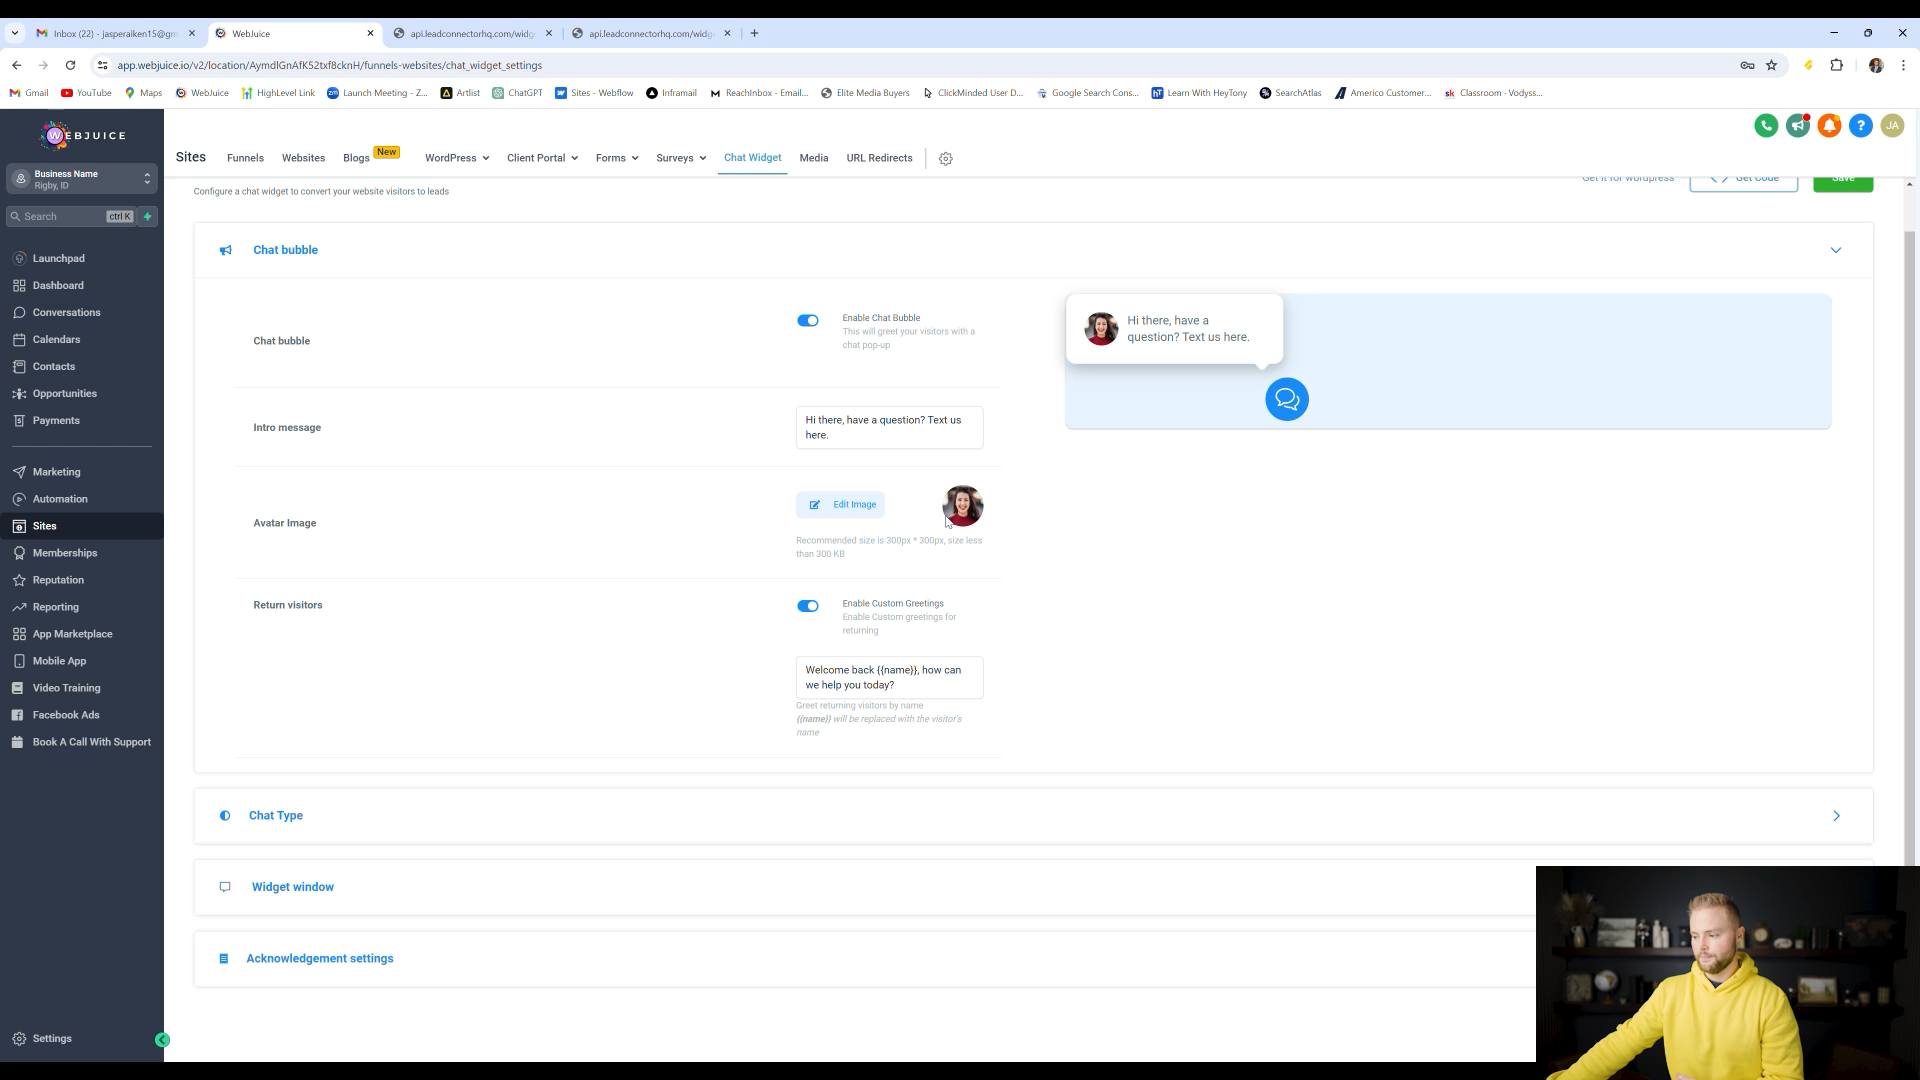 Inbox (22) - jasperaiken15@gm
WebJuice
api.leadconnectorhq.com/widg
api.leadconnectorhq.com/widg
app.webjuice.io/v2/location/AymdlGnAfK52txf8cknH/funnels-websites/chat_widget_settings
Gmail
YouTube
Maps
WebJuice
HighLevel Link
Launch Meeting - Z...
Artlist
ChatGPT
Sites - Webflow
Inframail
ReachInbox - Email...
Elite Media Buyers
ClickMinded User D...
Google Search Cons...
Learn With HeyTony
SearchAtlas
Americo Customer...
Classroom - Vodyss...
WEBJUICE
Business Name
Rigby, ID
Search
ctrl K
Launchpad
Dashboard
Conversations
Calendars
Contacts
Opportunities
Payments
Marketing
Automation
Sites
Memberships
Reputation
Reporting
App Marketplace
Mobile App
Video Training
Facebook Ads
Book A Call With Support
Settings
JA
Sites
Funnels
Websites
Blogs
New
WordPress
Client Portal
Forms
Surveys
Chat Widget
Media
URL Redirects
Configure a chat widget to convert your website visitors to leads
Get it for wordpress
Get Code
Save
Chat bubble
Chat bubble
Enable Chat Bubble
This will greet your visitors with a
chat pop-up
Intro message
Hi there, have a question? Text us
here.
Avatar Image
Edit Image
Recommended size is 300px * 300px, size less
than 300 KB
Return visitors
Enable Custom Greetings
Enable Custom greetings for
returning
Welcome back {{name}}, how can
we help you today?
Greet returning visitors by name
{{name}} will be replaced with the visitor's
name
Hi there, have a
question? Text us here.
Chat Type
Widget window
Acknowledgement settings